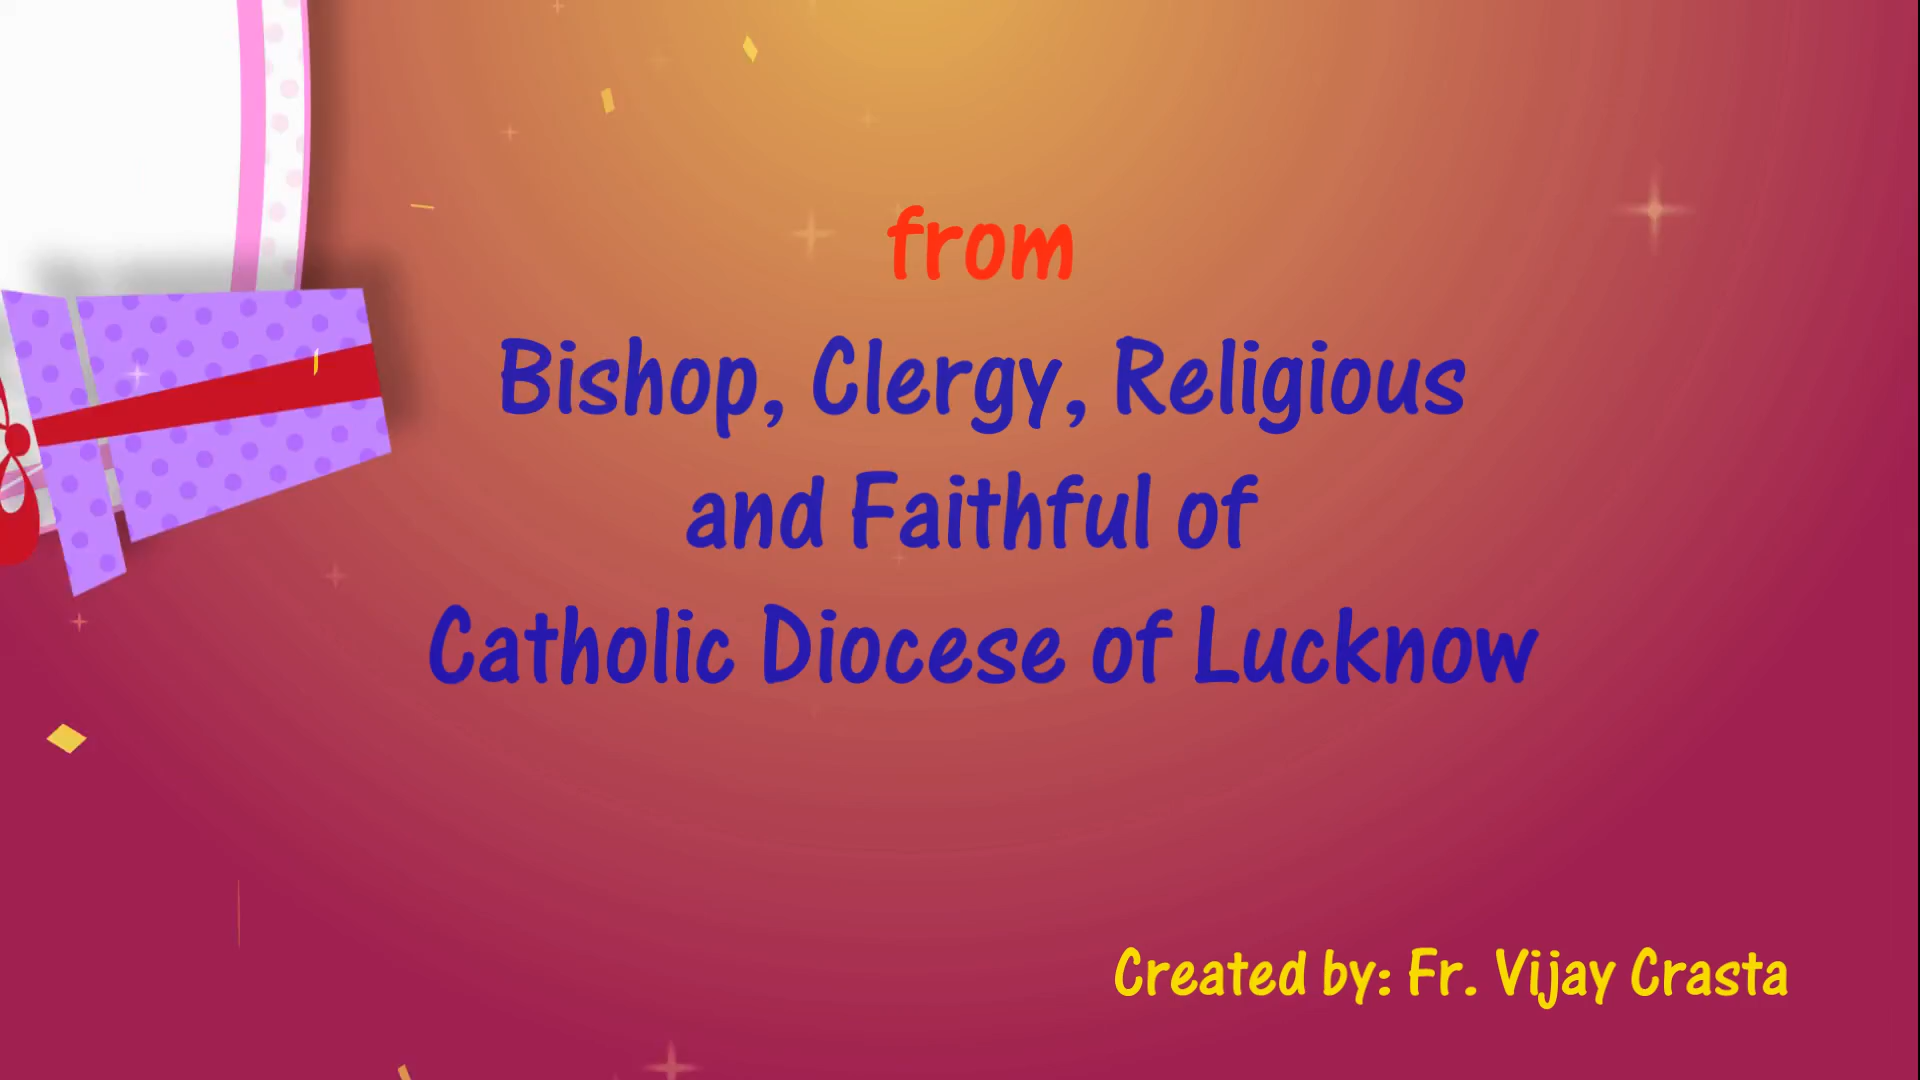 from
Bishop, Clergy, Religious
and Faithful of
Catholic Diocese of Lucknow
Created by: Fr. Vijay Crasta